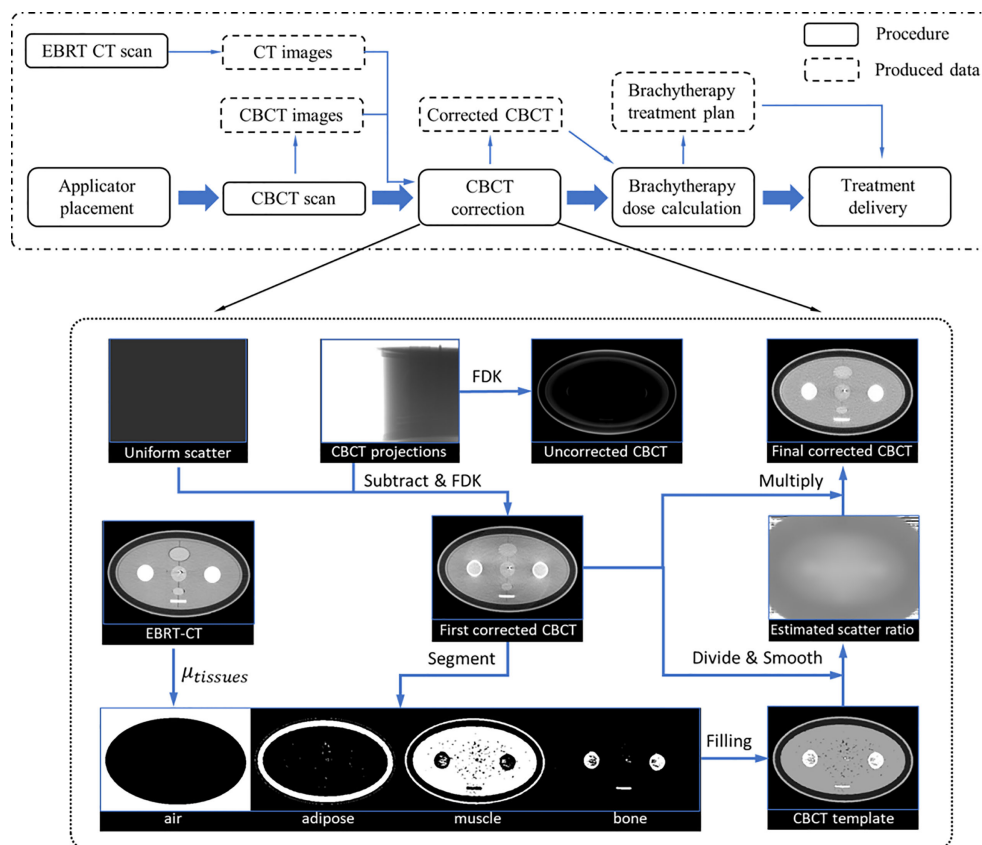 EBRT CT scan
CT images
Procedure
Produced data
CBCT images
Corrected CBCT
Brachytherapy
treatment plan
Applicator
placement
CBCT scan
CBCT
correction
Brachytherapy
dose calculation
Treatment
delivery
Uniform scatter
CBCT projections
FDK
Uncorrected CBCT
Final corrected CBCT
Subtract & FDK
Multiply
EBRT-CT
First corrected CBCT
Estimated scatter ratio
μtissues
Segment
Divide & Smooth
air
adipose
muscle
bone
Filling
CBCT template